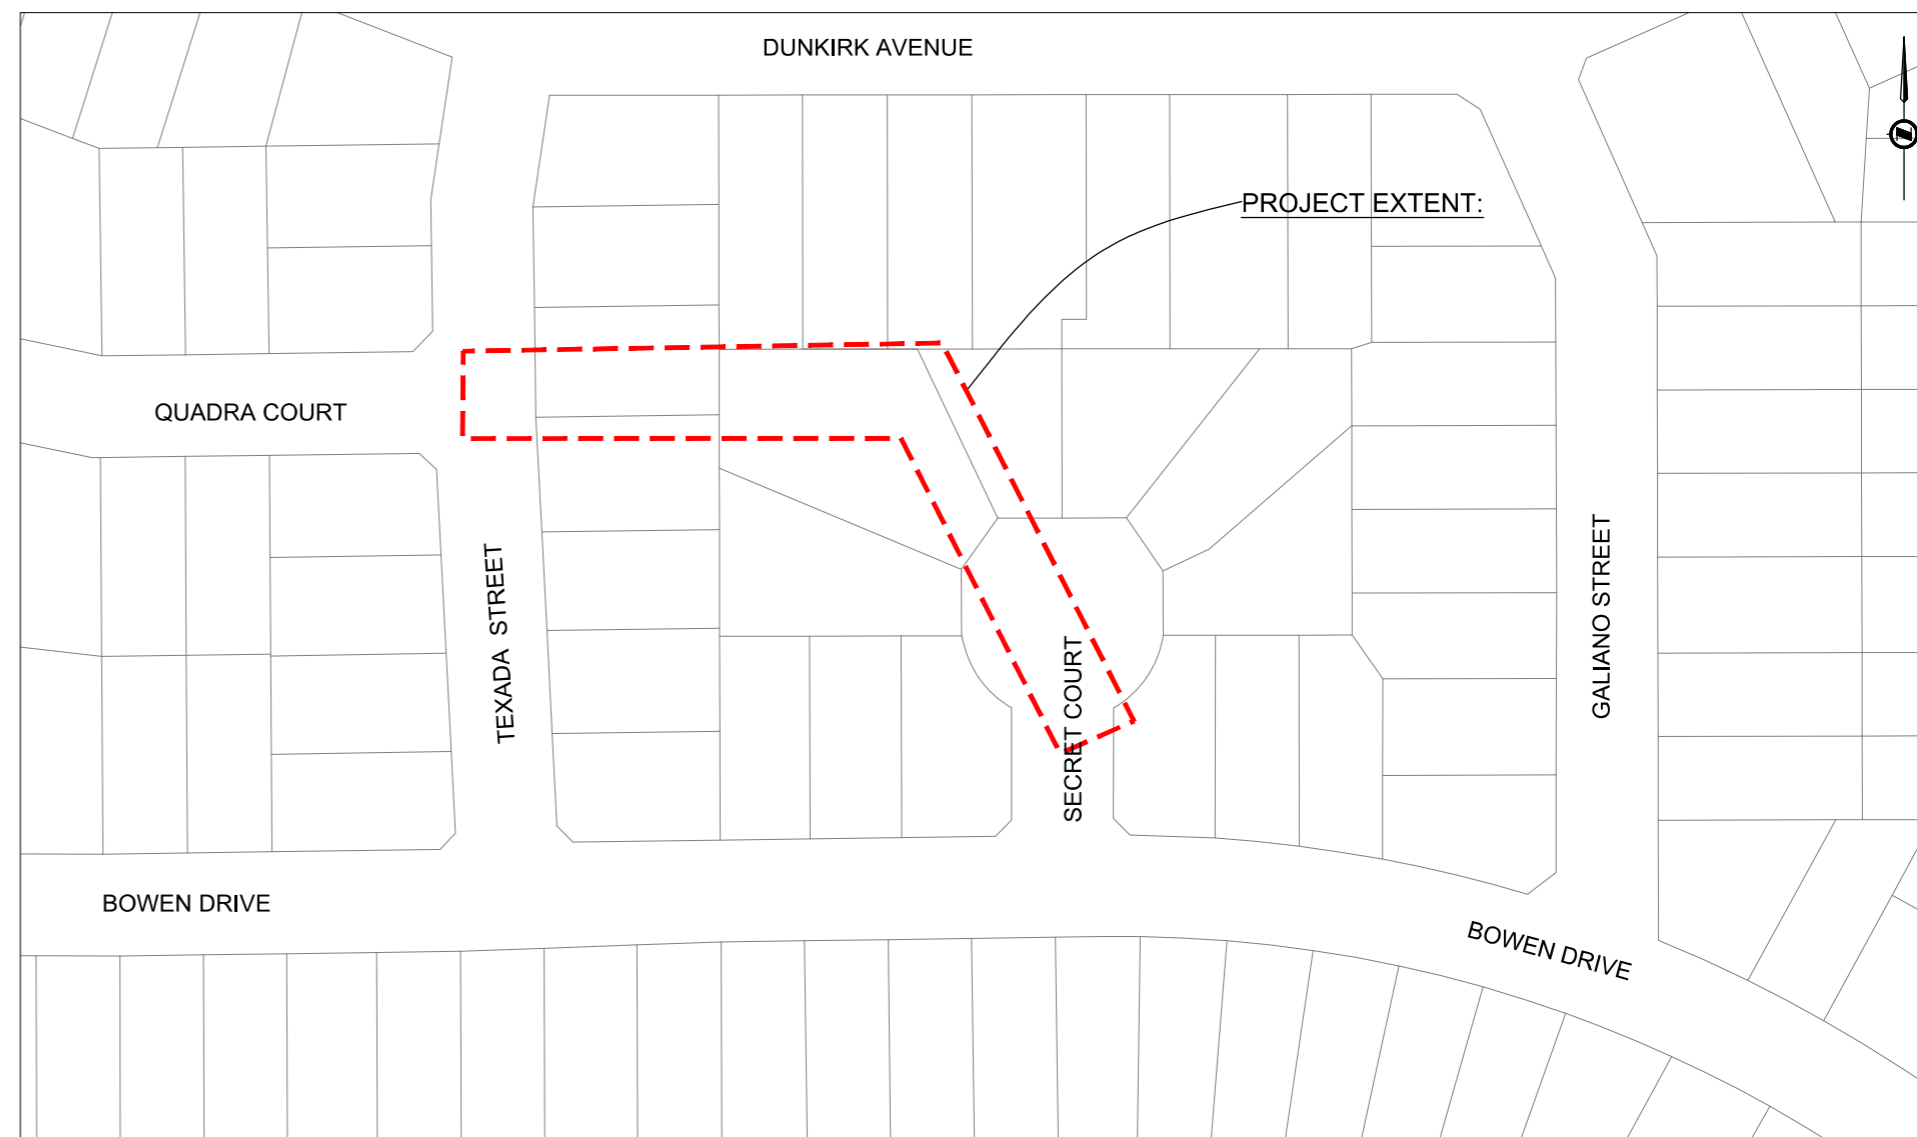 DUNKIRK AVENUE
PROJECT EXTENT:
QUADRA COURT
TEXADA STREET
SECRET COURT
GALIANO STREET
BOWEN DRIVE
BOWEN DRIVE